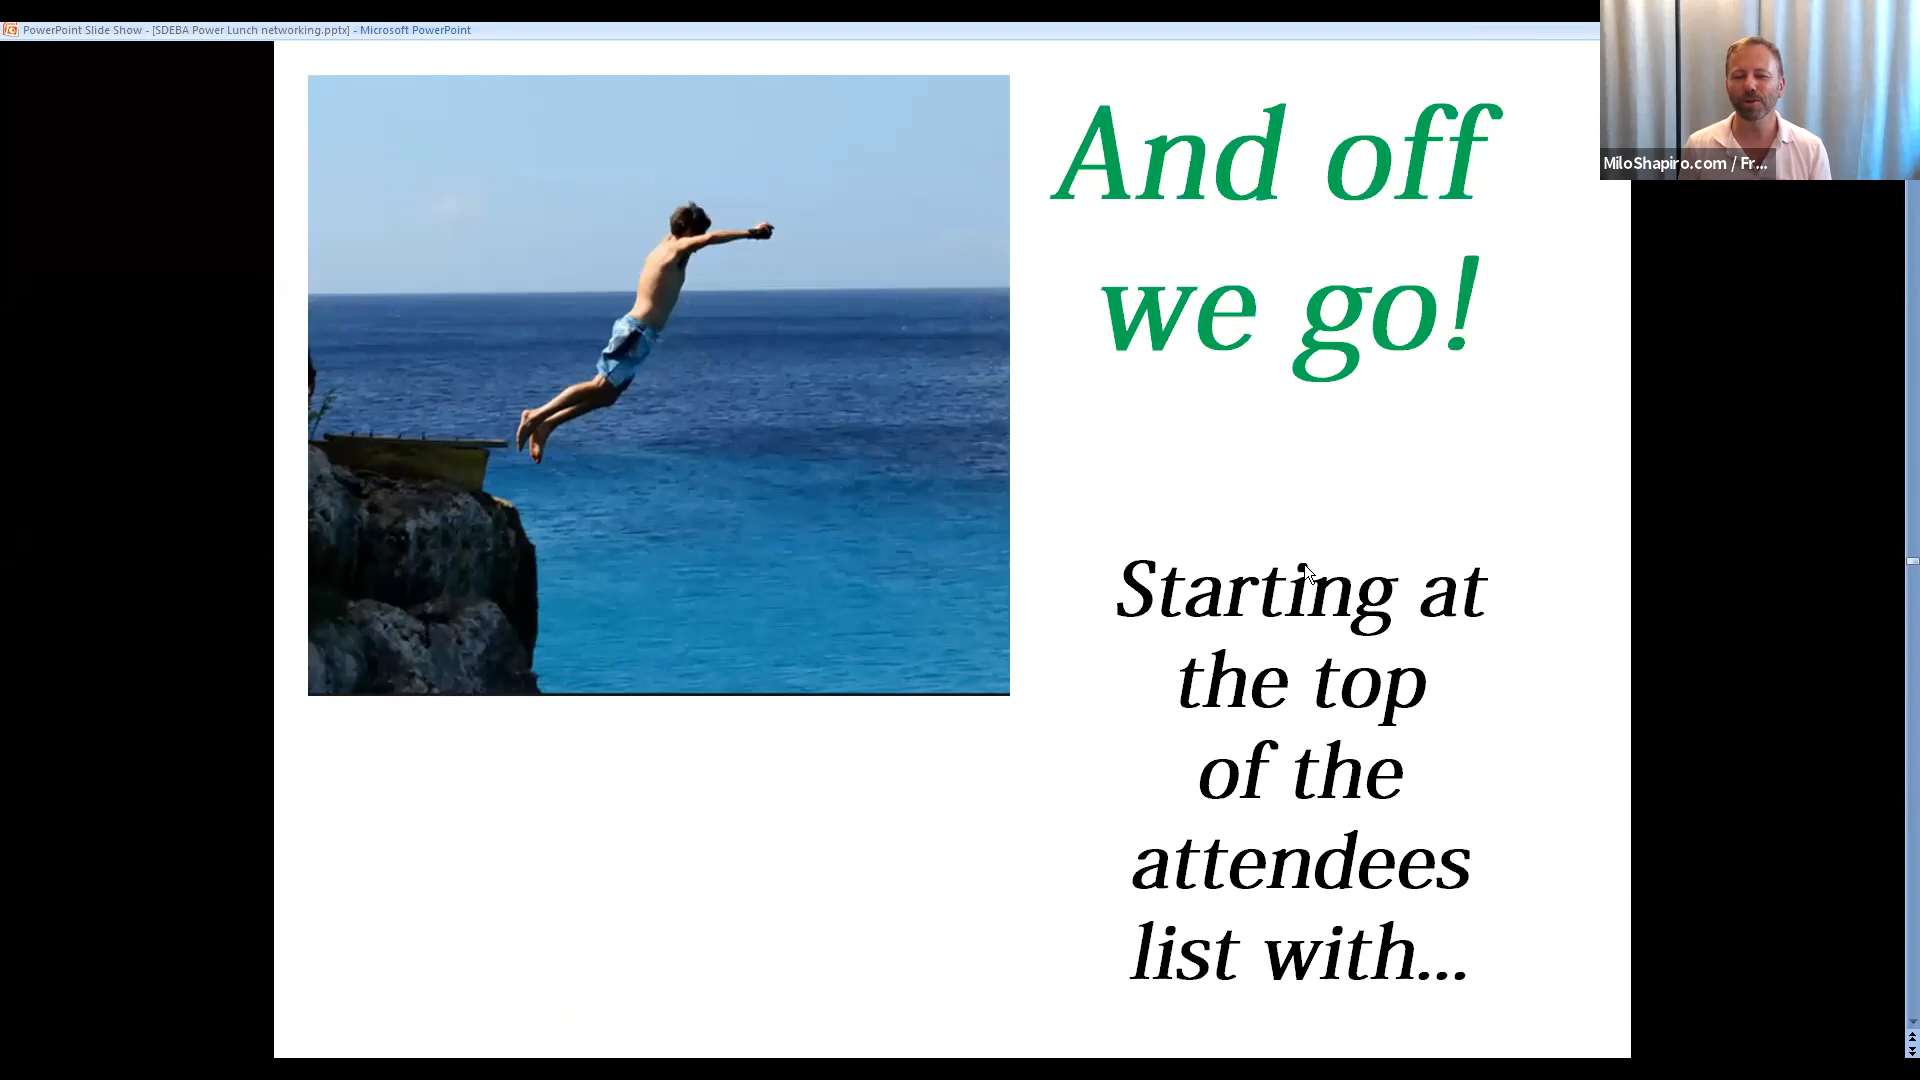 PowerPoint Slide Show - [SDEBA Power Lunch networking.pptx] - Microsoft PowerPoint
MiloShapiro.com / Fr...
And off
we go!
Starting at
the top
of the
attendees
list with...